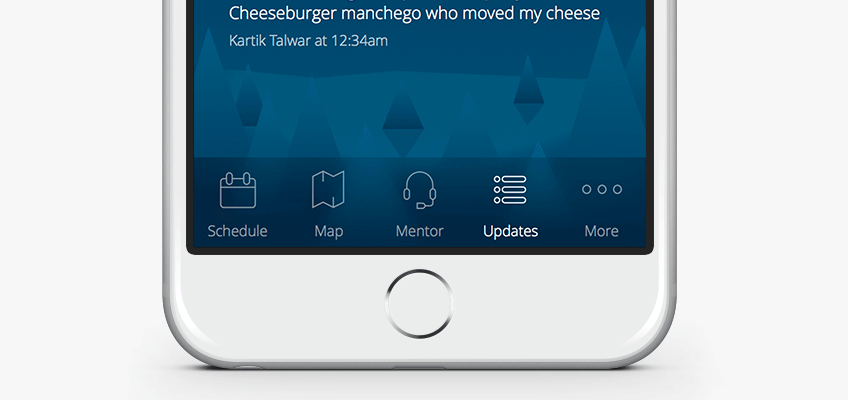 Cheeseburger manchego who moved my cheese
Kartik Talwar at 12:34am
Schedule
Map
Mentor
Updates
More